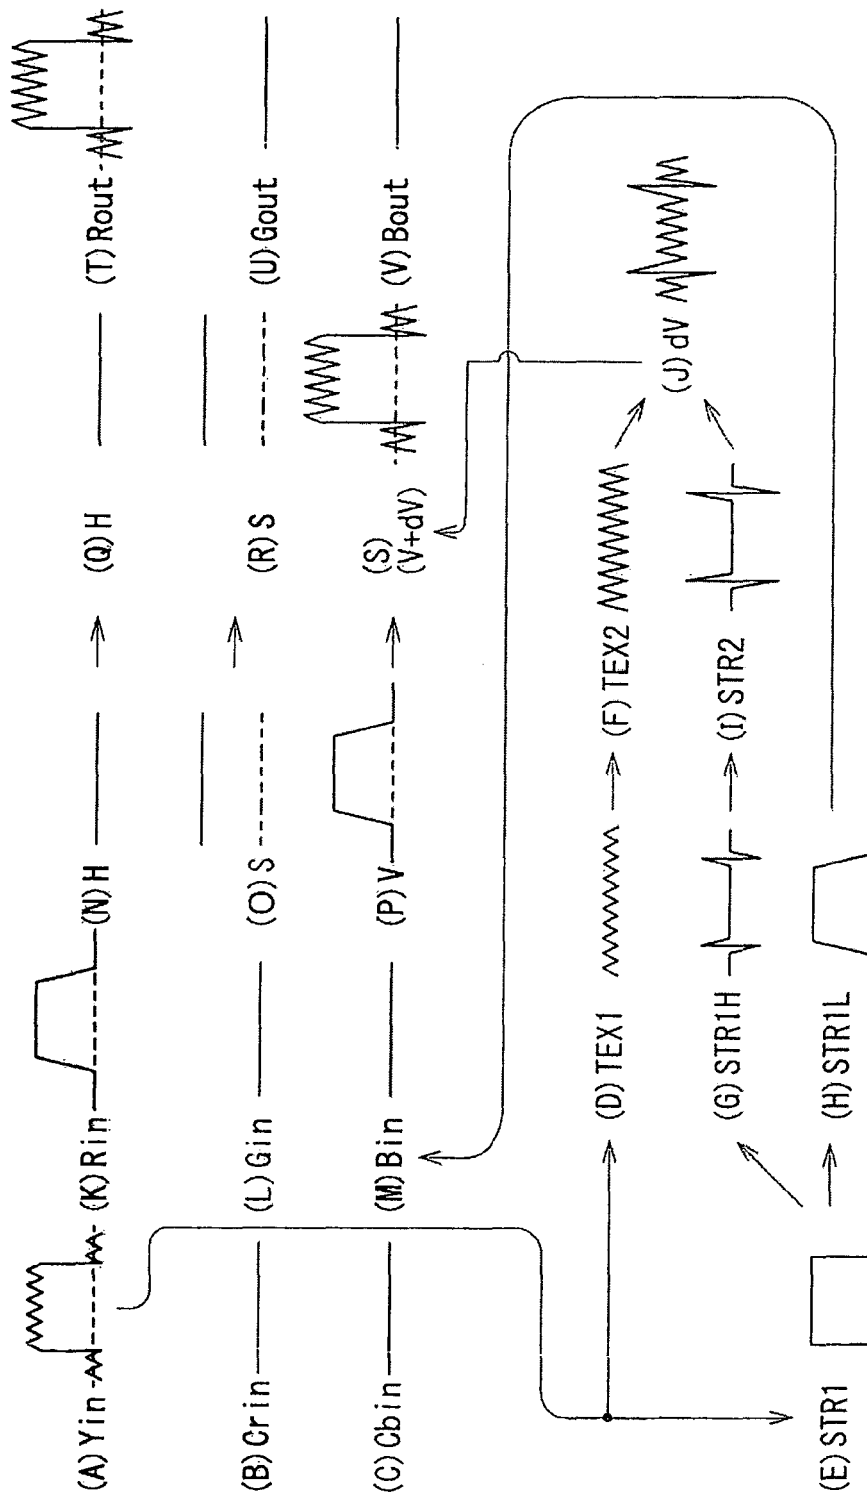 (A) Yin
(B) Crin
(C) Cbin
(K) Rin
(L) Gin
(M) Bin
(N) H
(O) S
(P) V
(Q) H
(R) S
(S)
(V+dV)
(T) Rout
(U) Gout
(V) Bout
(D) TEX1
(F) TEX2
(J) dV
(G) STR1H
(I) STR2
(E) STR1
(H) STR1L